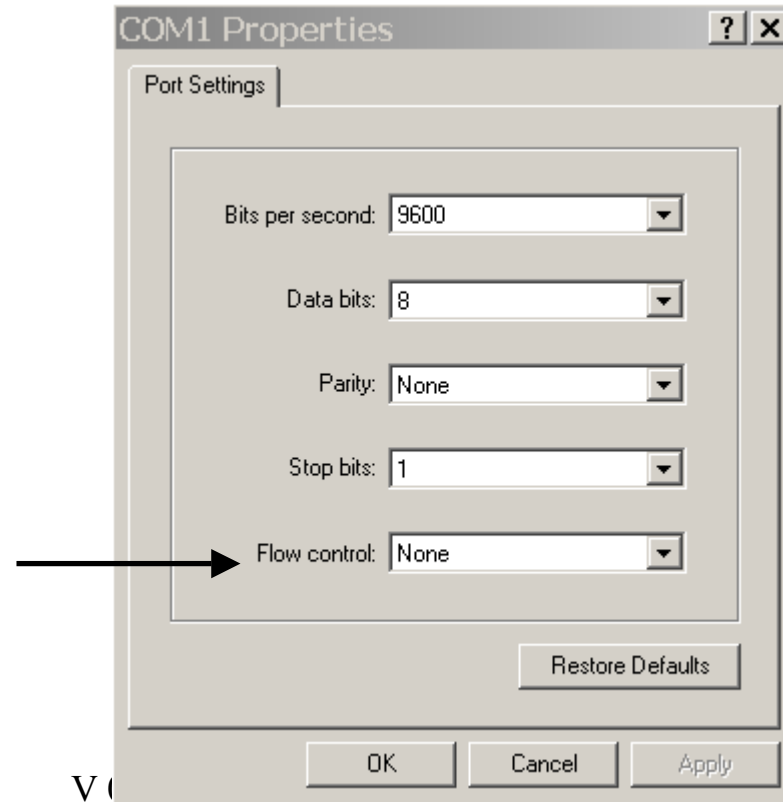 COM1 Properties
Port Settings
Bits per second: 9600
Data bits: 8
Parity: None
Stop bits: 1
Flow control: None
Restore Defaults
OK Cancel Apply
V